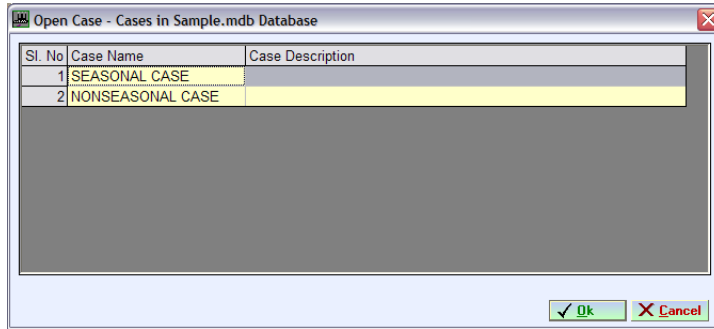 Open Case - Cases in Sample.mdb Database
Sl. No Case Name Case Description
1 SEASONAL CASE
2 NONSEASONAL CASE
Ok Cancel